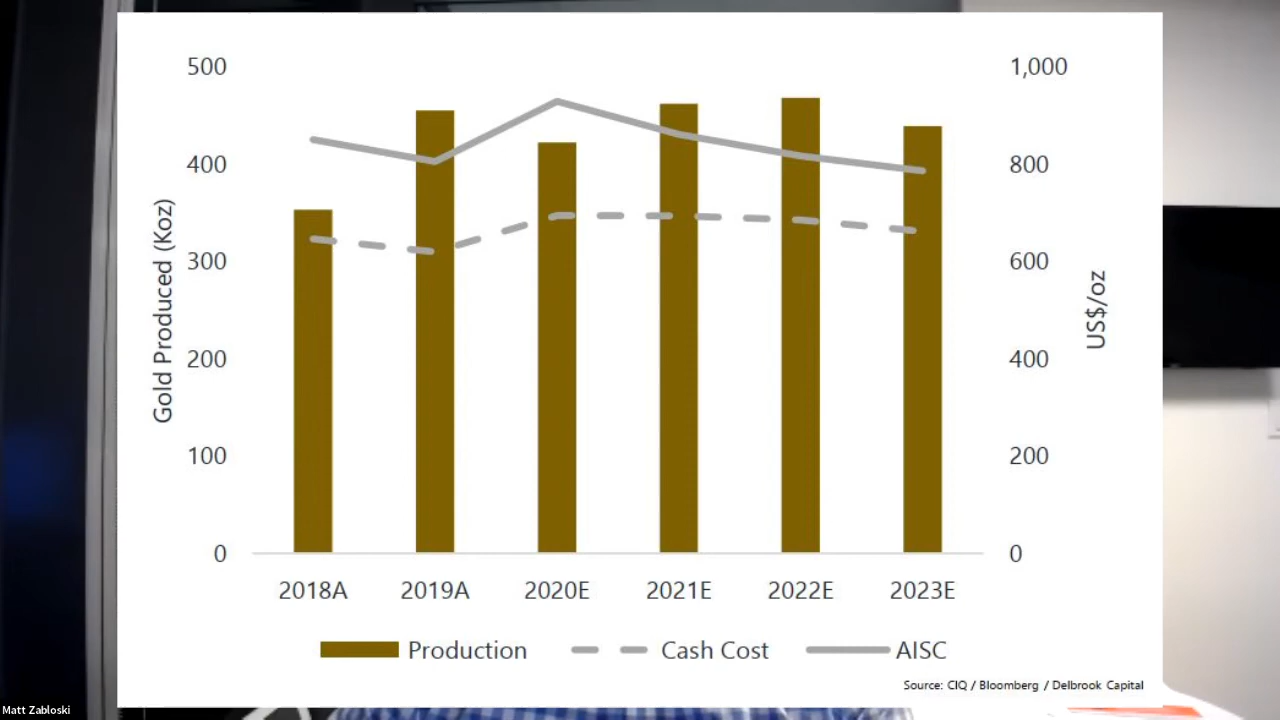 500
400
300
200
100
0
Gold Produced (Koz)
1,000
800
600
400
200
0
US$/oz
2018A 2019A 2020E 2021E 2022E 2023E
Production Cash Cost AISC
Source: CIQ / Bloomberg / Delbrook Capital
Matt Zabloski